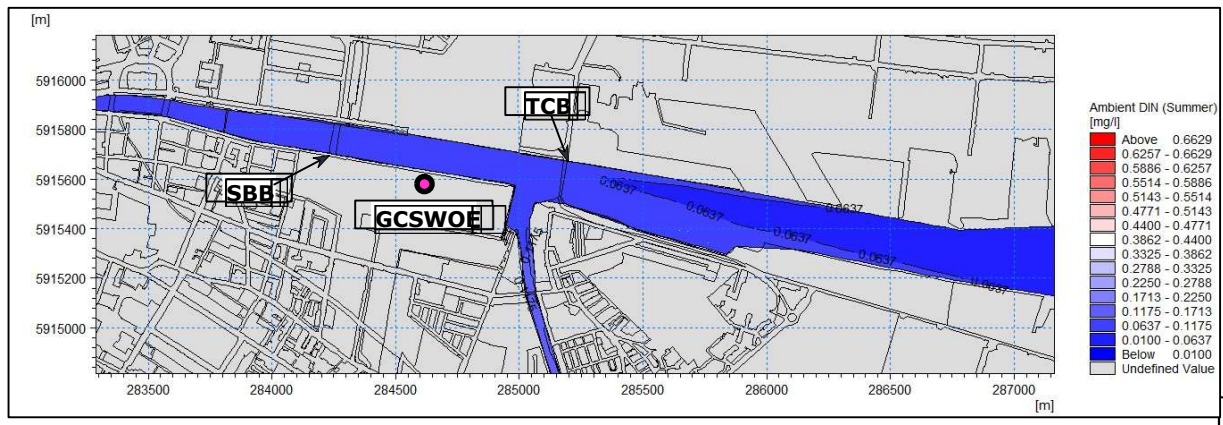 [m]
5916000
5915800
5915600
5915400
5915200
5915000
TCB
SBB
GCSWOE
0.0637
0.0637
0.0637
0.0637
0.0637
0.0637
0.1175
283500 284000 284500 285000 285500 286000 286500 287000
[m]
Ambient DIN (Summer)
[mg/l]
Above 0.6629
0.6257 - 0.6629
0.5886 - 0.6257
0.5514 - 0.5886
0.5143 - 0.5514
0.4771 - 0.5143
0.4400 - 0.4771
0.3862 - 0.4400
0.3325 - 0.3862
0.2788 - 0.3325
0.2250 - 0.2788
0.1713 - 0.2250
0.1175 - 0.1713
0.0637 - 0.1175
0.0100 - 0.0637
Below 0.0100
Undefined Value